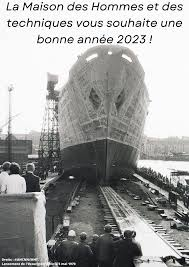 La Maison des Hommes et des
techniques vous souhaite une
bonne année 2023 !